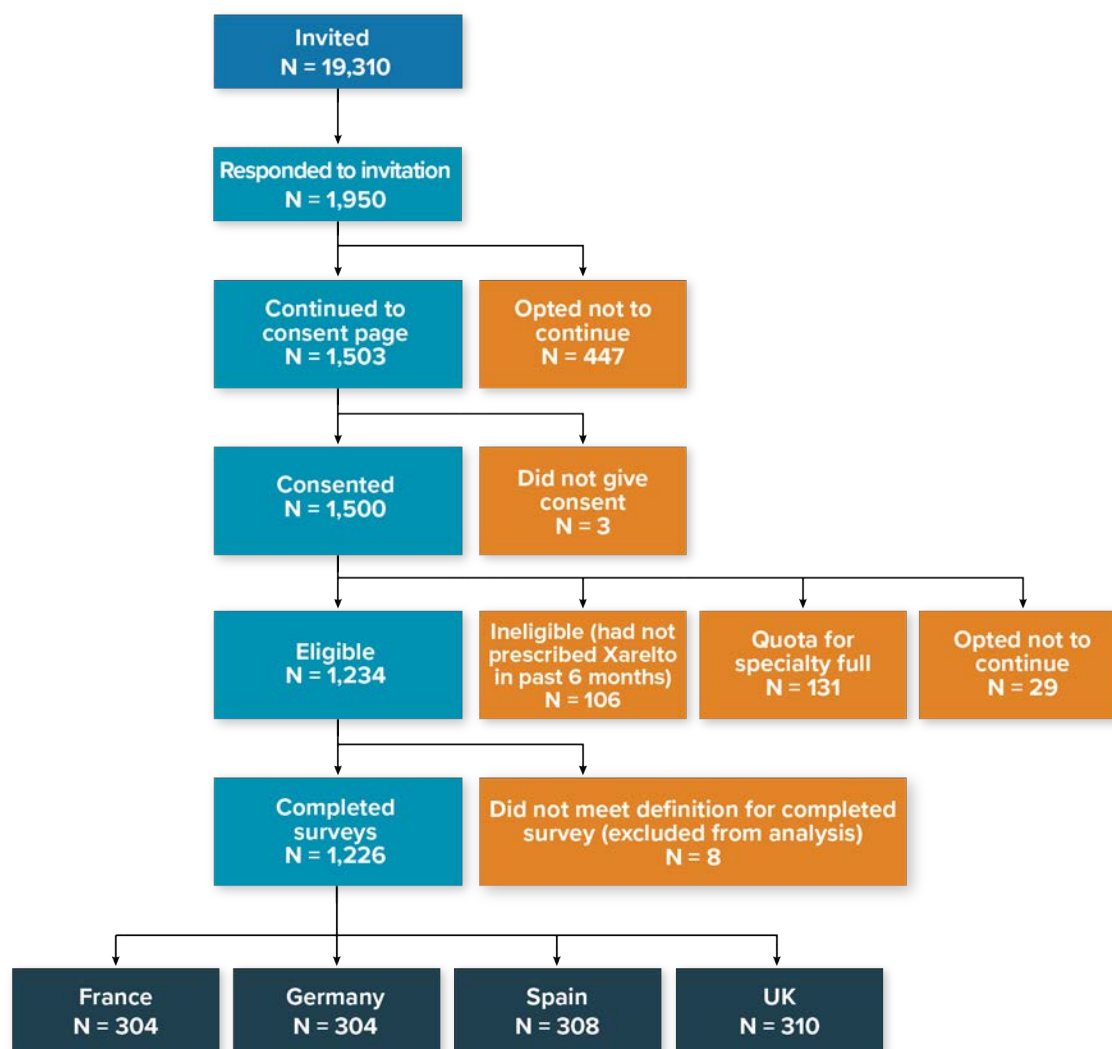 Invited
N = 19,310
Responded to invitation
N = 1,950
Continued to
consent page
N = 1,503
Opted not to
continue
N = 447
Consented
N = 1,500
Did not give
consent
N = 3
Eligible
N = 1,234
Ineligible (had not
prescribed Xarelto
in past 6 months)
N = 106
Quota for
specialty full
N = 131
Opted not to
continue
N = 29
Completed
surveys
N = 1,226
Did not meet definition for completed
survey (excluded from analysis)
N = 8
France
N = 304
Germany
N = 304
Spain
N = 308
UK
N = 310